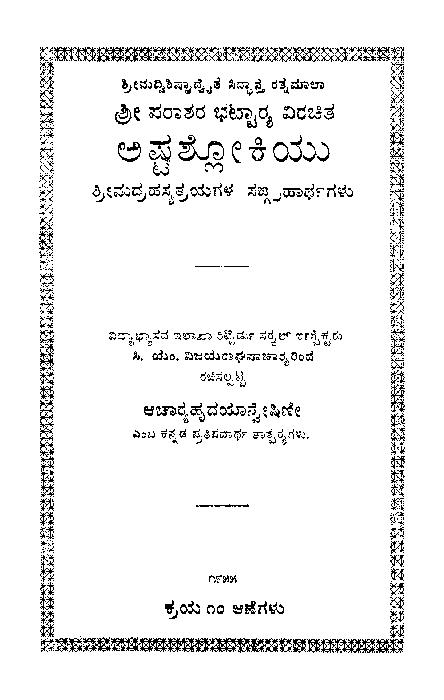 ಶ್ರೀಮದ್ವಿಶಿಷ್ಟಾದ್ವೈತ ಸಿದ್ಧಾನ್ತ ರತ್ನಮಾಲಾ
ಶ್ರೀ ಪರಾಶರ ಭಟ್ಟಾರ್‍ಯ ವಿರಚಿತ
ಅಷ್ಟಶ್ಲೋಕಿಯು
ಶ್ರೀಮದ್ರಹಸ್ಯತ್ರಯಗಳ ಸಙ್ಗ್ರಹಾರ್ಥಗಳು
ವಿದ್ಯಾಭ್ಯಾಸದ ಇಲಾಖಾ ರಿಟೈರ್ಡು ಸರ್ಕಲ್ ಇನ್ಸ್ಪೆಕ್ಟರು
ಸಿ. ಯಂ. ವಿಜಯರಾಘವಾಚಾರ್‍ಯರಿಂದ
ರಚಿಸಲ್ಪಟ್ಟ
ಆಚಾರ್‍ಯಹೃದಯಾನ್ವೇಷಿಣೀ
ಎಂಬ ಕನ್ನಡ ಪ್ರತಿಪದಾರ್ಥ ತಾತ್ಪರ್‍ಯಗಳು.
೧೯೫೫
ಕ್ರಯ ೧೦ ಆಣೆಗಳು